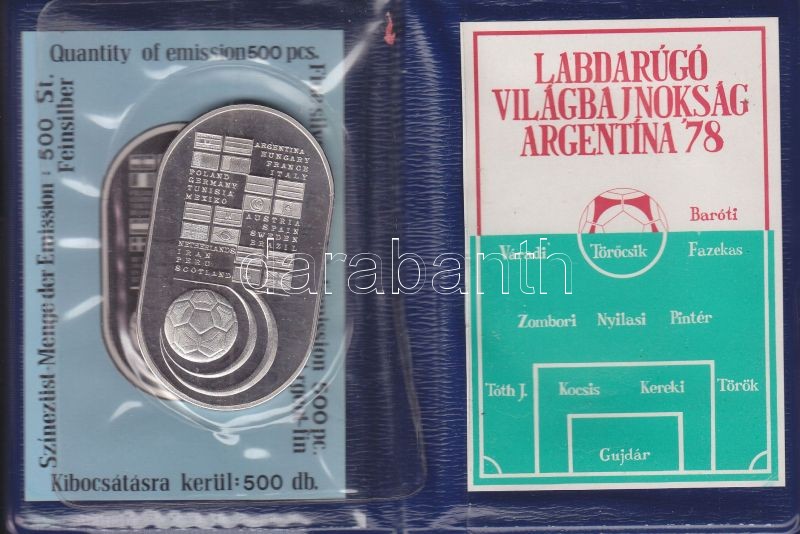 Quantity of emission 500 pcs.
Színezüst-Menge der Emission: 500 St.
Feinsilber
Kibocsátásra kerül: 500 db.
ARGENTINA
HUNGARY
FRANCE
ITALY
POLAND
GERMANY
TUNISIA
MEXIKO
AUSTRIA
SPAIN
SWEDEN
BRAZIL
NETHERLANDS
IRAN
PERU
SCOTLAND
LABDARÚGÓ
VILÁGBAJNOKSÁG
ARGENTÍNA '78
Baróti
Váradi Törőcsik Fazekas
Zombori Nyilasi Pintér
Tóth J. Kocsis Kereki Török
Gujdár
darabanth